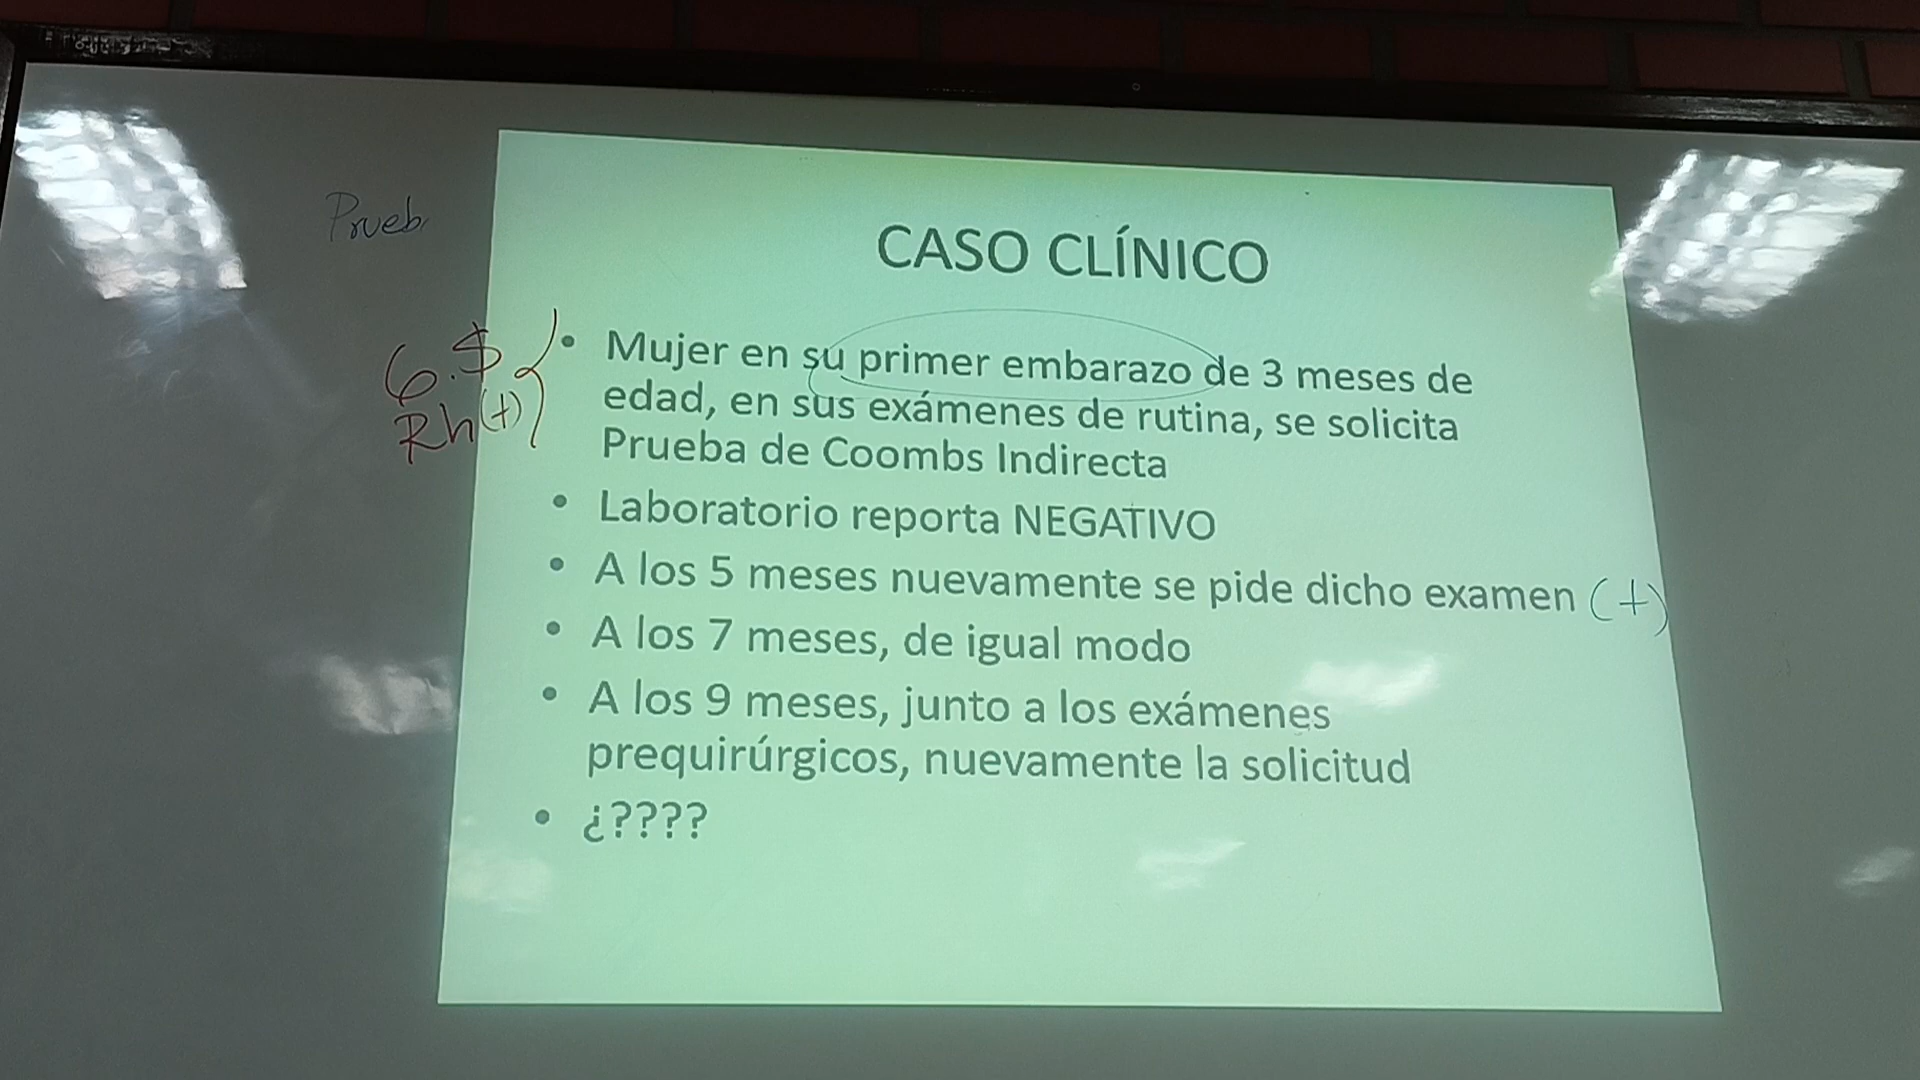 Prueb
CASO CLÍNICO
• Mujer en su primer embarazo de 3 meses de
edad, en sus exámenes de rutina, se solicita
Prueba de Coombs Indirecta
Rh(+)
• Laboratorio reporta NEGATIVO
• A los 5 meses nuevamente se pide dicho examen (+)
• A los 7 meses, de igual modo
• A los 9 meses, junto a los exámenes
prequirúrgicos, nuevamente la solicitud
• ¿????